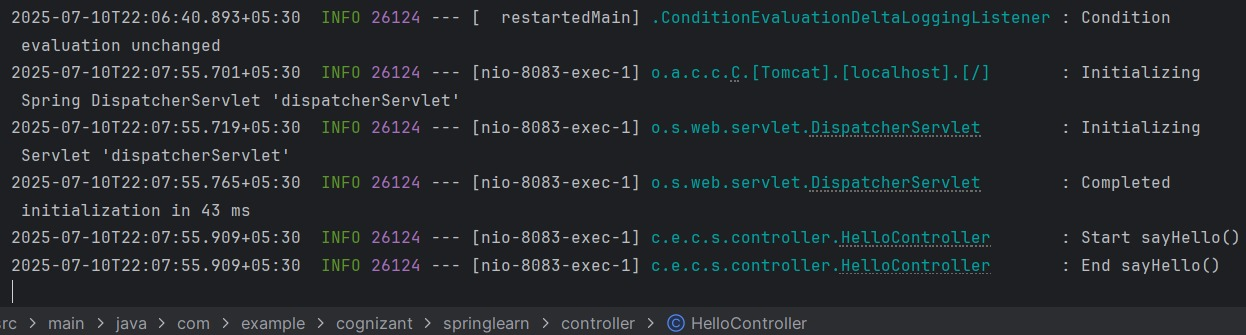 2025-07-10T22:06:40.893+05:30  INFO 26124 --- [  restartedMain] .ConditionEvaluationDeltaLoggingListener : Condition
evaluation unchanged
2025-07-10T22:07:55.701+05:30  INFO 26124 --- [nio-8083-exec-1] o.a.c.c.C.[Tomcat].[localhost].[/]       : Initializing
Spring DispatcherServlet 'dispatcherServlet'
2025-07-10T22:07:55.719+05:30  INFO 26124 --- [nio-8083-exec-1] o.s.web.servlet.DispatcherServlet        : Initializing
Servlet 'dispatcherServlet'
2025-07-10T22:07:55.765+05:30  INFO 26124 --- [nio-8083-exec-1] o.s.web.servlet.DispatcherServlet        : Completed
initialization in 43 ms
2025-07-10T22:07:55.909+05:30  INFO 26124 --- [nio-8083-exec-1] c.e.c.s.controller.HelloController       : Start sayHello()
2025-07-10T22:07:55.909+05:30  INFO 26124 --- [nio-8083-exec-1] c.e.c.s.controller.HelloController       : End sayHello()
rc > main > java > com > example > cognizant > springlearn > controller > © HelloController